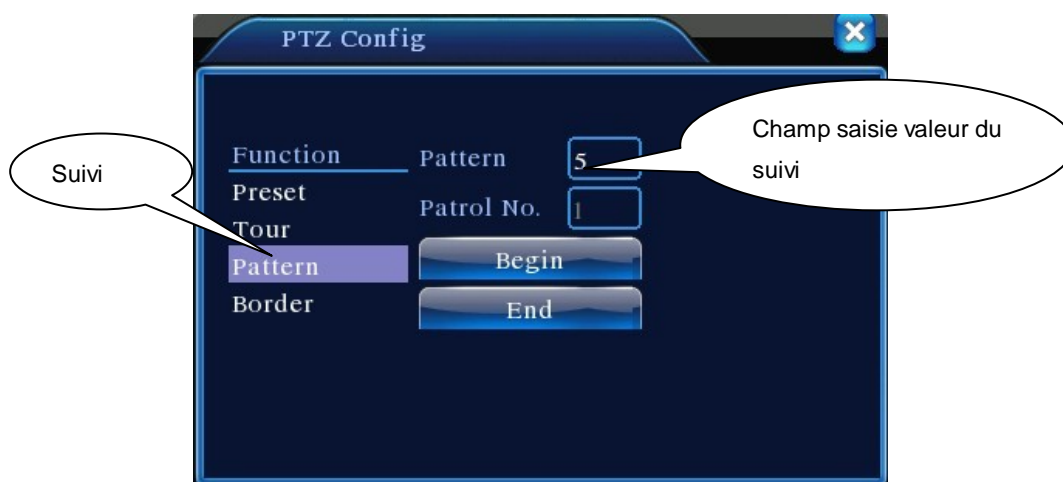 PTZ Config
Suivi
Champ saisie valeur du
suivi
Function
Preset
Tour
Pattern
Border
Pattern 5
Patrol No. 1
Begin
End